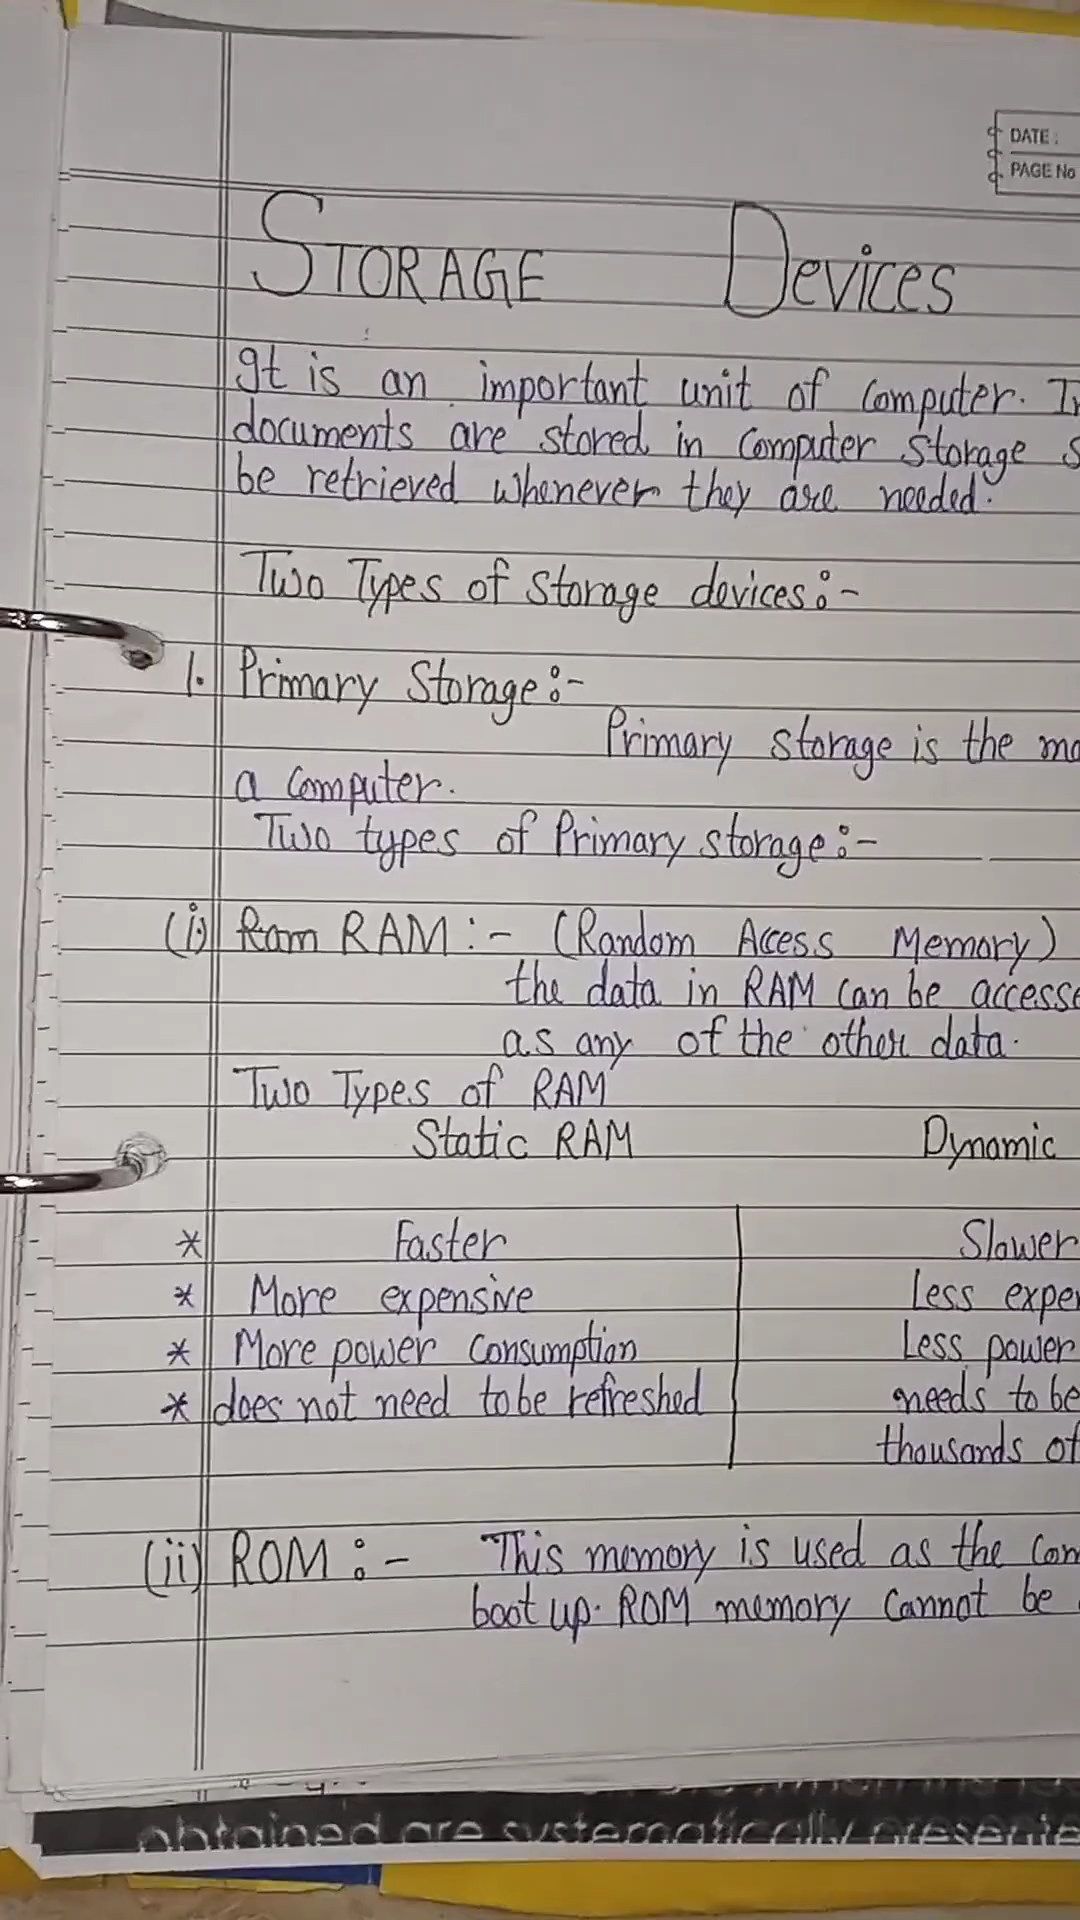 DATE :
PAGE No
STORAGE Devices
It is an important unit of Computer.
documents are stored in Computer Storage
be retrieved whenever they are needed.
Two Types of Storage devices :-
1. Primary Storage :-
Primary storage is the
a Computer.
Two types of Primary storage :-
(i) Ram RAM :- (Random Access Memory)
the data in RAM can be
as any of the other data.
Two Types of RAM
Static RAM Dynamic
* Faster Slower
* More expensive Less
* More power Consumption Less power
* does not need to be refreshed needs to be
thousands of
(ii) ROM :- This memory is used as the
boot up. ROM memory Cannot be
obtained are systematically